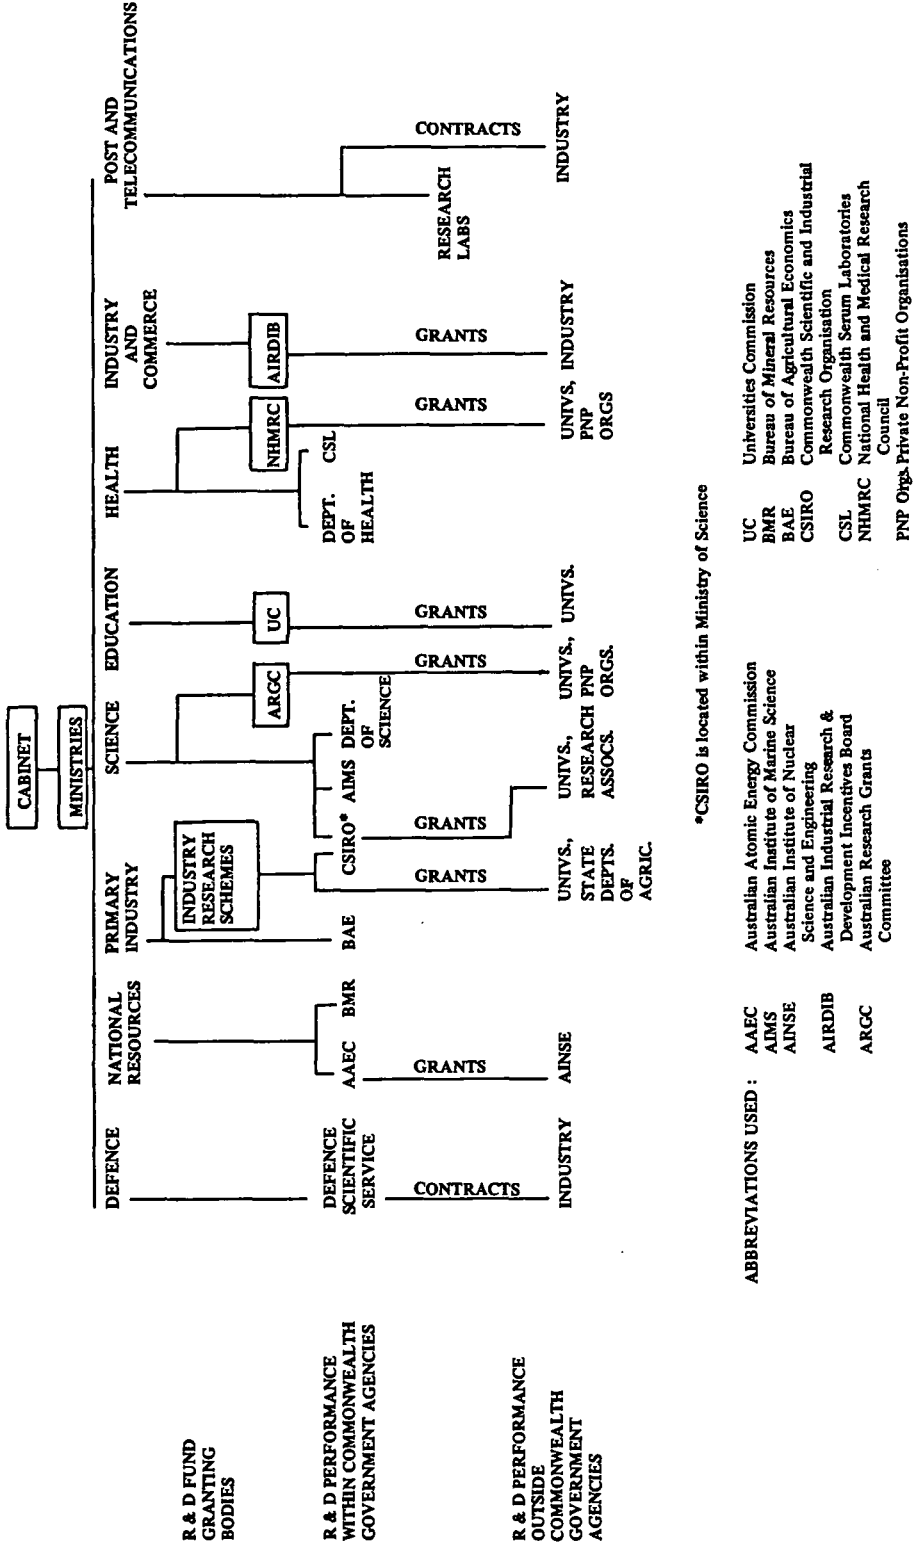 CABINET
MINISTRIES
DEFENCE
NATIONAL
RESOURCES
PRIMARY
INDUSTRY
SCIENCE
EDUCATION
HEALTH
INDUSTRY
AND
COMMERCE
POST AND
TELECOMMUNICATIONS
R & D FUND
GRANTING
BODIES
INDUSTRY
RESEARCH
SCHEMES
ARGC
UC
NHMRC
AIRDIB
R & D PERFORMANCE
WITHIN COMMONWEALTH
GOVERNMENT AGENCIES
DEFENCE
SCIENTIFIC
SERVICE
AAEC
BMR
BAE
CSIRO*
AIMS
DEPT.
OF
SCIENCE
DEPT.
OF
HEALTH
CSL
RESEARCH
LABS
CONTRACTS
GRANTS
GRANTS
GRANTS
GRANTS
GRANTS
GRANTS
GRANTS
CONTRACTS
R & D PERFORMANCE
OUTSIDE
COMMONWEALTH
GOVERNMENT
AGENCIES
INDUSTRY
AINSE
UNIVS.,
STATE
DEPTS.
OF
AGRIC.
UNIVS.,
RESEARCH
ASSOCS.
UNIVS.,
PNP
ORGS.
UNIVS.
UNIVS,
PNP
ORGS
INDUSTRY
INDUSTRY
*CSIRO is located within Ministry of Science
ABBREVIATIONS USED :
AAEC Australian Atomic Energy Commission
AIMS Australian Institute of Marine Science
AINSE Australian Institute of Nuclear
Science and Engineering
AIRDIB Australian Industrial Research &
Development Incentives Board
ARGC Australian Research Grants
Committee
UC Universities Commission
BMR Bureau of Mineral Resources
BAE Bureau of Agricultural Economics
CSIRO Commonwealth Scientific and Industrial
Research Organisation
CSL Commonwealth Serum Laboratories
NHMRC National Health and Medical Research
Council
PNP Orgs. Private Non-Profit Organisations